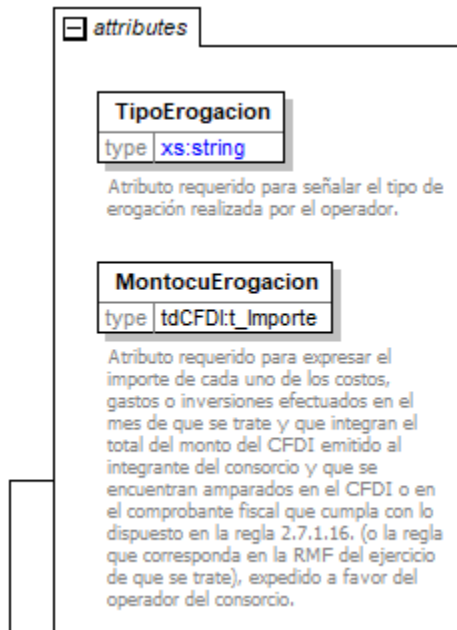 attributes
TipoErogacion
type xs:string
Atributo requerido para señalar el tipo de
erogación realizada por el operador.
MontocuErogacion
type tdCFDI:t_Importe
Atributo requerido para expresar el
importe de cada uno de los costos,
gastos o inversiones efectuados en el
mes de que se trate y que integran el
total del monto del CFDI emitido al
integrante del consorcio y que se
encuentran amparados en el CFDI o en
el comprobante fiscal que cumpla con lo
dispuesto en la regla 2.7.1.16. (o la regla
que corresponda en la RMF del ejercicio
de que se trate), expedido a favor del
operador del consorcio.